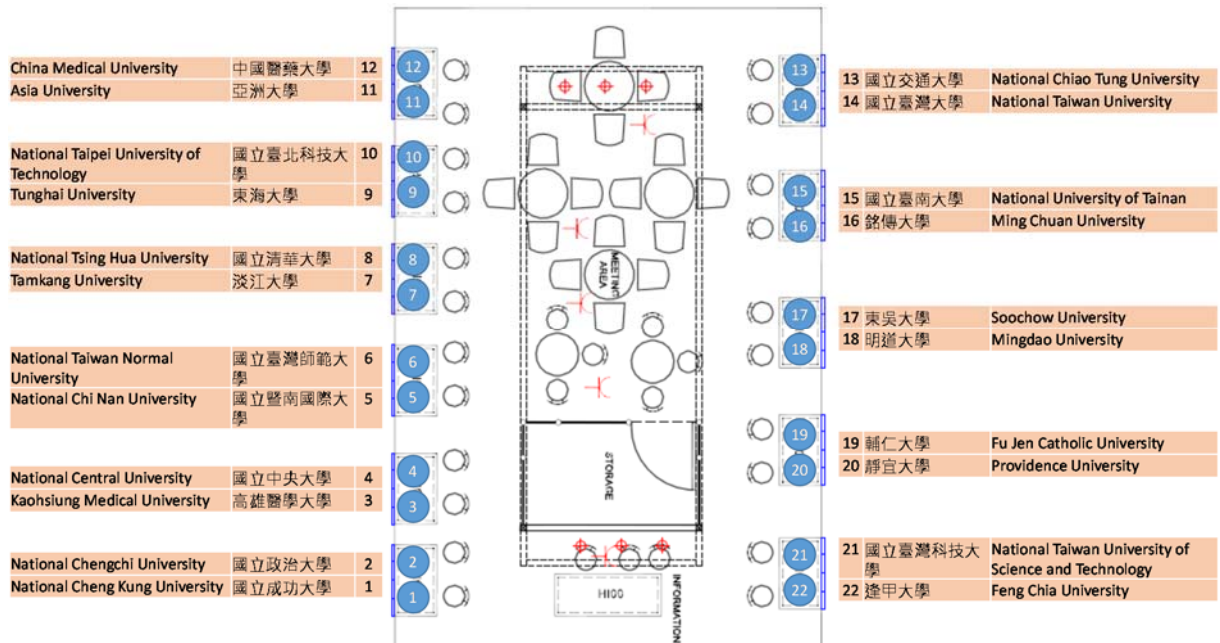 China Medical University 中國醫藥大學 12
Asia University 亞洲大學 11
National Taipei University of 國立臺北科技大 10
Technology 學
Tunghai University 東海大學 9
National Tsing Hua University 國立清華大學 8
Tamkang University 淡江大學 7
National Taiwan Normal 國立臺灣師範大 6
University 學
National Chi Nan University 國立暨南國際大 5
學
National Central University 國立中央大學 4
Kaohsiung Medical University 高雄醫學大學 3
National Chengchi University 國立政治大學 2
National Cheng Kung University 國立成功大學 1
12
11
10
9
8
7
6
5
4
3
2
1
MEETING
AREA
STORAGE
H100
INFORMATION
13
14
15
16
17
18
19
20
21
22
13 國立交通大學 National Chiao Tung University
14 國立臺灣大學 National Taiwan University
15 國立臺南大學 National University of Tainan
16 銘傳大學 Ming Chuan University
17 東吳大學 Soochow University
18 明道大學 Mingdao University
19 輔仁大學 Fu Jen Catholic University
20 靜宜大學 Providence University
21 國立臺灣科技大 National Taiwan University of
學 Science and Technology
22 逢甲大學 Feng Chia University